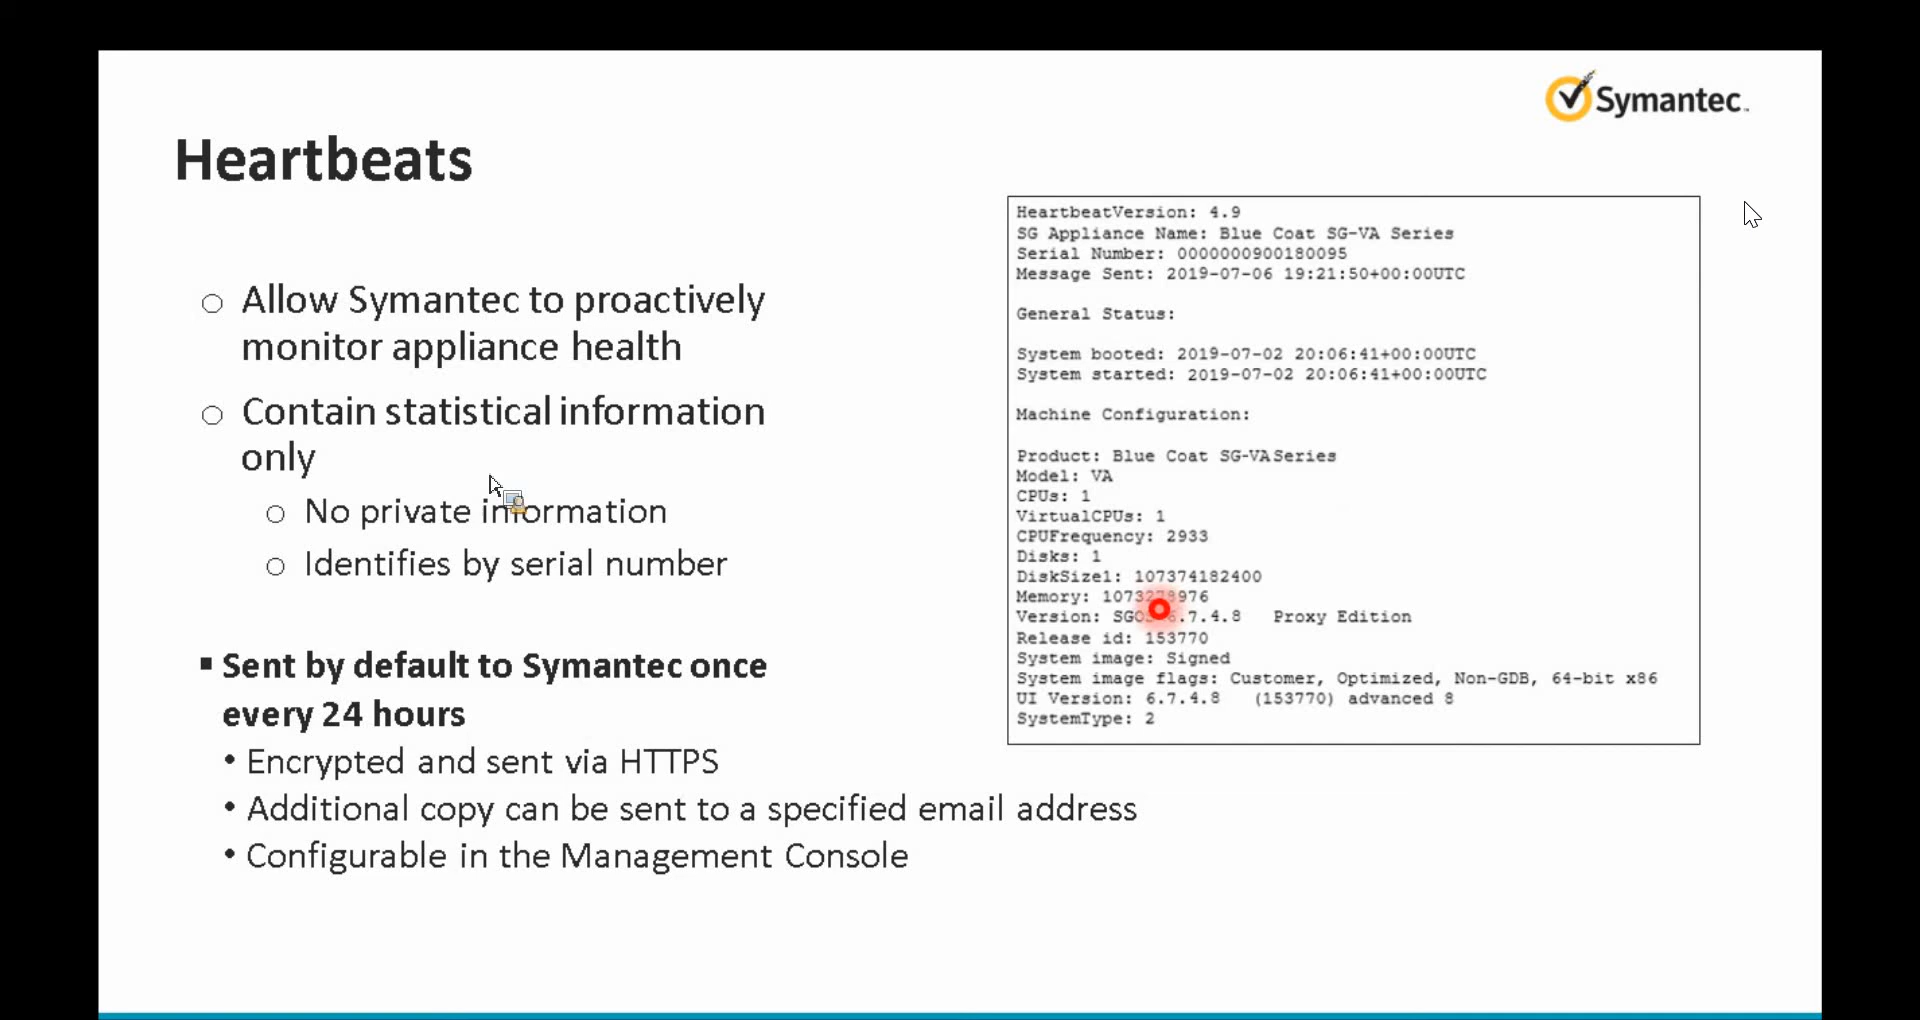 Symantec™
Heartbeats
Allow Symantec to proactively
monitor appliance health
Contain statistical information
only
No private information
Identifies by serial number
Sent by default to Symantec once
every 24 hours
Encrypted and sent via HTTPS
Additional copy can be sent to a specified email address
Configurable in the Management Console
HeartbeatVersion: 4.9
SG Appliance Name: Blue Coat SG-VA Series
Serial Number: 0000000900180095
Message Sent: 2019-07-06 19:21:50+00:00UTC
General Status:
System booted: 2019-07-02 20:06:41+00:00UTC
System started: 2019-07-02 20:06:41+00:00UTC
Machine Configuration:
Product: Blue Coat SG-VASeries
Model: VA
CPUs: 1
VirtualCPUs: 1
CPUFrequency: 2933
Disks: 1
DiskSize1: 107374182400
Memory:
Version: Proxy Edition
Release id: 153770
System image: Signed
System image flags: Customer, Optimized, Non-GDB, 64-bit x86
UI Version: 6.7.4.8 (153770) advanced 8
SystemType: 2